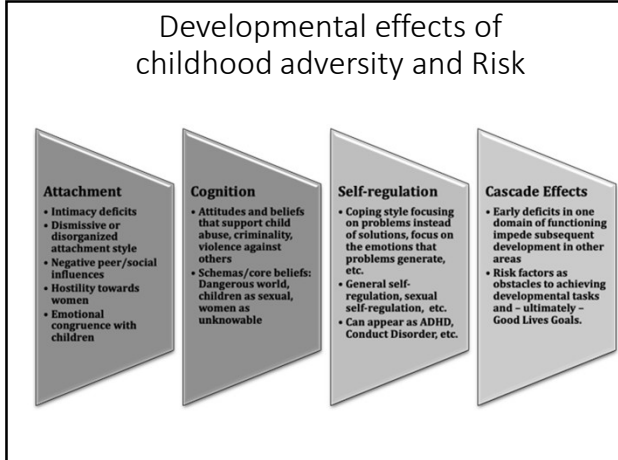 Developmental effects of
childhood adversity and Risk
Attachment
• Intimacy deficits
• Dismissive or
disorganized
attachment style
• Negative peer/social
influences
• Hostility towards
women
• Emotional
congruence with
children
Cognition
• Attitudes and beliefs
that support child
abuse, criminality,
violence against
others
• Schemas/core beliefs:
Dangerous world,
children as sexual,
women as
unknowable
Self-regulation
• Coping style focusing
on problems instead
of solutions, focus on
the emotions that
problems generate,
etc.
• General self-
regulation, sexual
self-regulation, etc.
• Can appear as ADHD,
Conduct Disorder, etc.
Cascade Effects
• Early deficits in one
domain of functioning
impede subsequent
development in other
areas
• Risk factors as
obstacles to achieving
developmental tasks
and – ultimately –
Good Lives Goals.